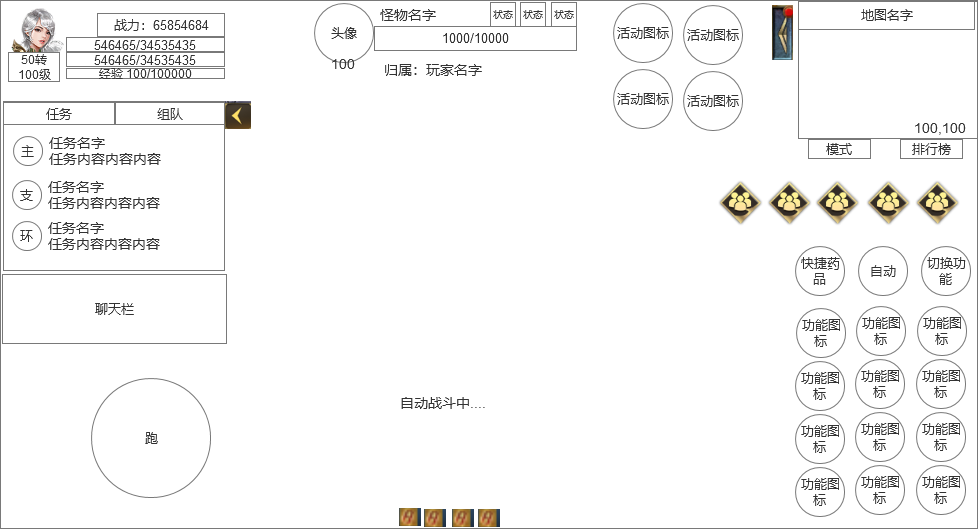 战力：65854684
546465/34535435
546465/34535435
经验 100/100000
50转
100级
头像
100
怪物名字
状态
状态
状态
1000/10000
归属：玩家名字
活动图标
活动图标
活动图标
活动图标
地图名字
100,100
模式
排行榜
任务
组队
主
任务名字
任务内容内容内容
支
任务名字
任务内容内容内容
环
任务名字
任务内容内容内容
聊天栏
跑
自动战斗中....
快捷药
品
自动
切换功
能
功能图
标
功能图
标
功能图
标
功能图
标
功能图
标
功能图
标
功能图
标
功能图
标
功能图
标
功能图
标
功能图
标
功能图
标